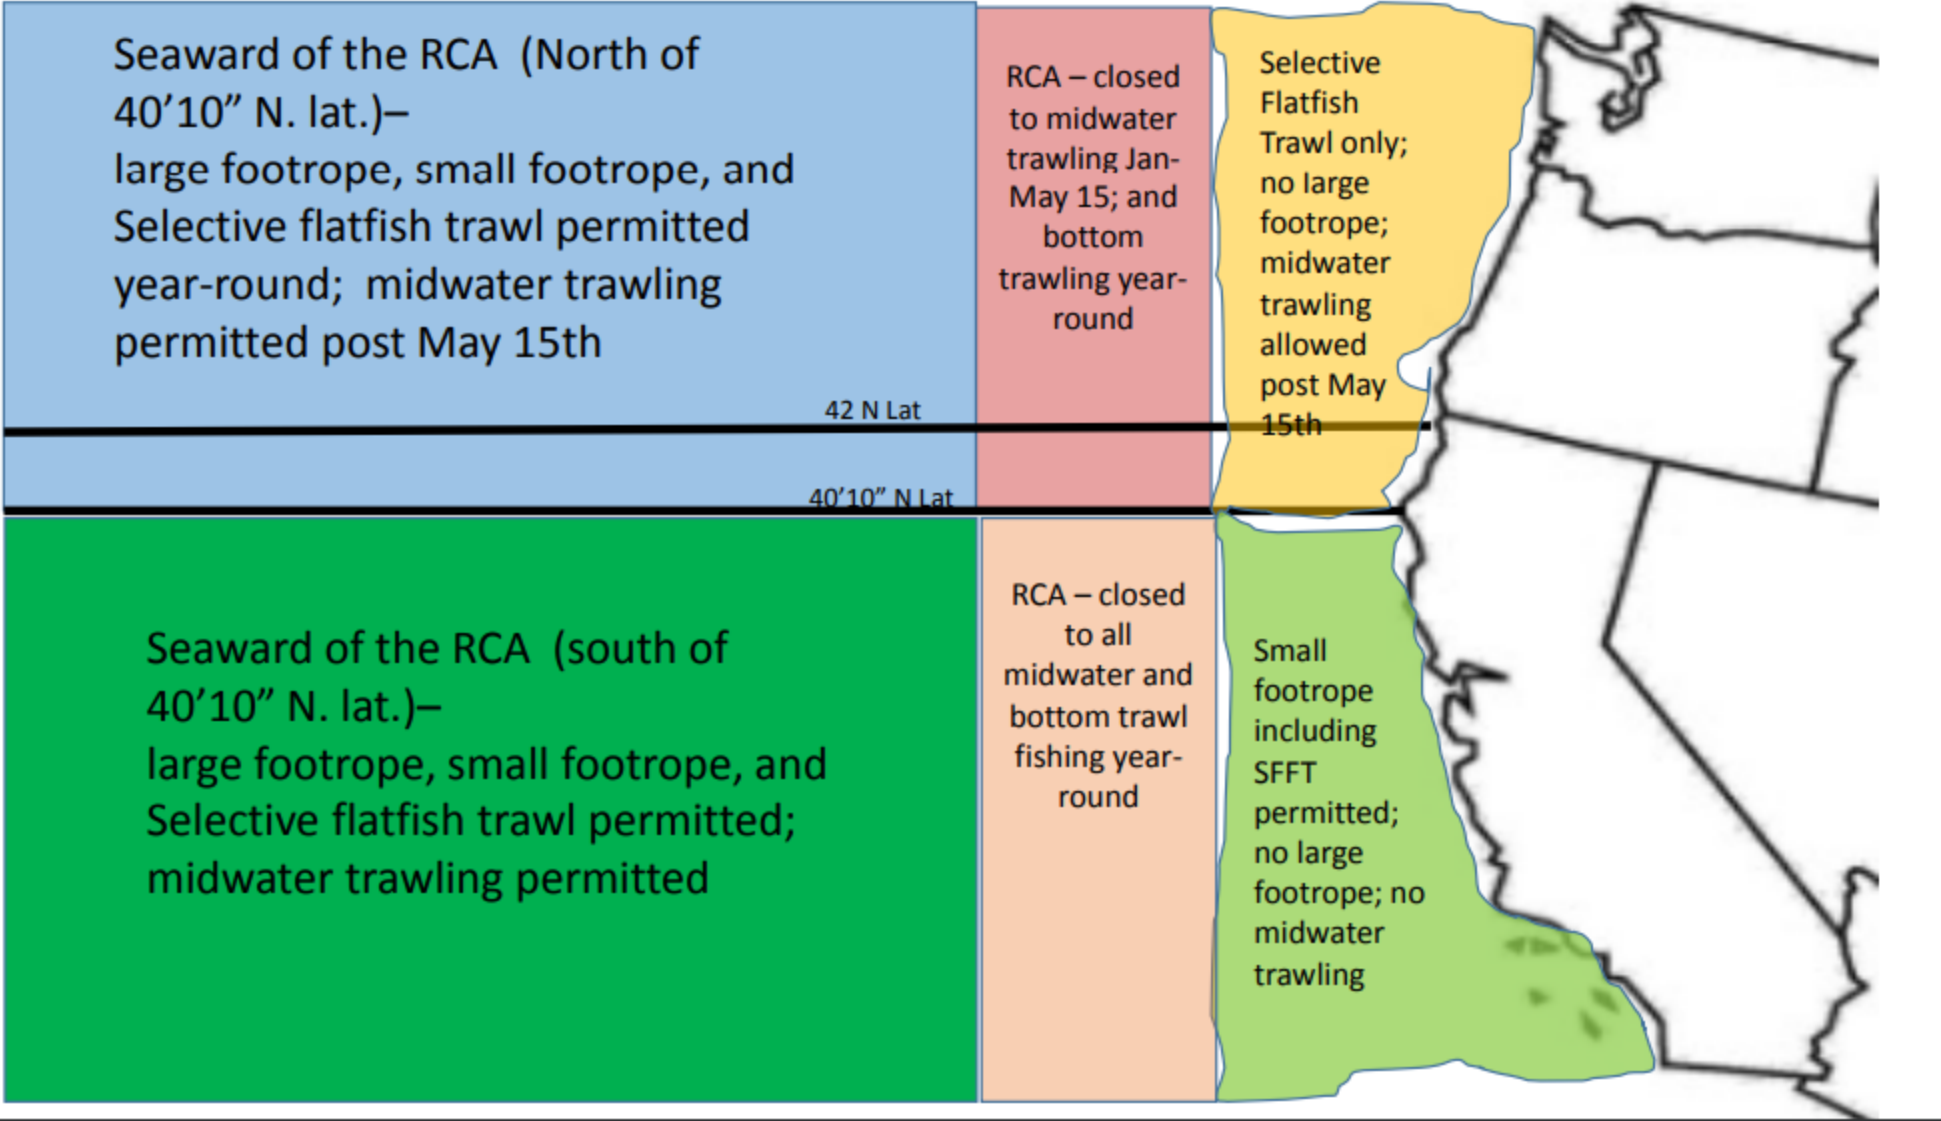 Seaward of the RCA  (North of
40’10” N. lat.)–
large footrope, small footrope, and
Selective flatfish trawl permitted
year-round;  midwater trawling
permitted post May 15th
RCA – closed
to midwater
trawling Jan-
May 15; and
bottom
trawling year-
round
Selective
Flatfish
Trawl only;
no large
footrope;
midwater
trawling
allowed
post May
15th
42 N Lat
40’10” N Lat
Seaward of the RCA  (south of
40’10” N. lat.)–
large footrope, small footrope, and
Selective flatfish trawl permitted;
midwater trawling permitted
RCA – closed
to all
midwater and
bottom trawl
fishing year-
round
Small
footrope
including
SFFT
permitted;
no large
footrope; no
midwater
trawling